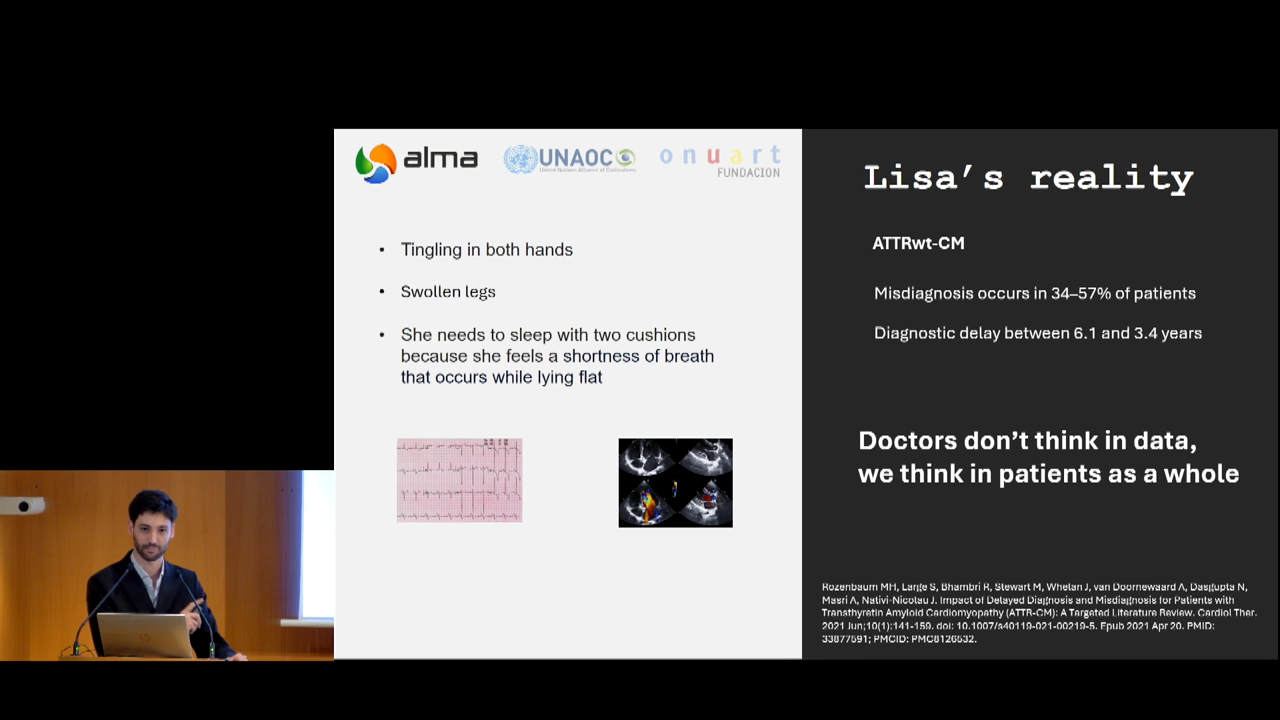 alma
UNAOC
United Nations Alliance of Civilizations
onuart
FUNDACION
• Tingling in both hands
• Swollen legs
• She needs to sleep with two cushions
because she feels a shortness of breath
that occurs while lying flat
Lisa’s reality
ATTRwt-CM
Misdiagnosis occurs in 34–57% of patients
Diagnostic delay between 6.1 and 3.4 years
Doctors don’t think in data,
we think in patients as a whole
Rozenbaum MH, Large S, Bhambri R, Stewart M, Whelan J, van Doornewaard A, Dasgupta N,
Masri A, Nativi-Nicolau J. Impact of Delayed Diagnosis and Misdiagnosis for Patients with
Transthyretin Amyloid Cardiomyopathy (ATTR-CM): A Targeted Literature Review. Cardiol Ther.
2021 Jun;10(1):141-159. doi: 10.1007/s40119-021-00219-5. Epub 2021 Apr 20. PMID:
33877591; PMCID: PMC8126532.